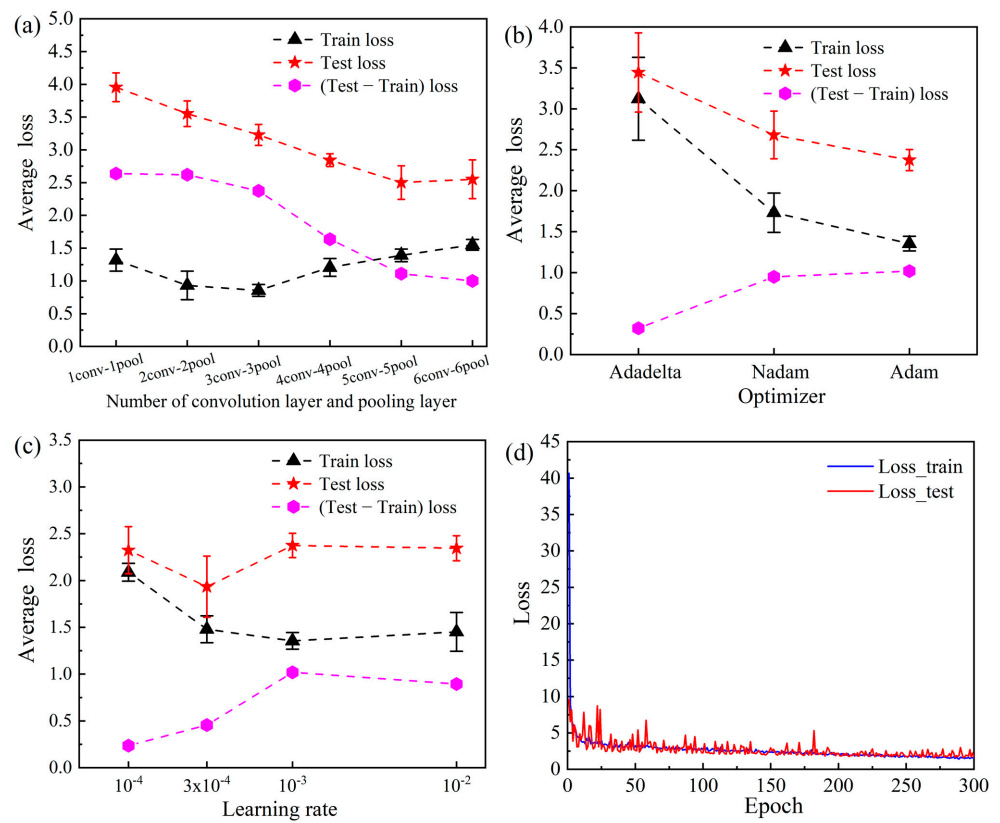 (a)
5.0
4.5
4.0
3.5
3.0
2.5
2.0
1.5
1.0
0.5
0.0
Average loss
Train loss
Test loss
(Test − Train) loss
1conv-1pool
2conv-2pool
3conv-3pool
4conv-4pool
5conv-5pool
6conv-6pool
Number of convolution layer and pooling layer
(b)
4.0
3.5
3.0
2.5
2.0
1.5
1.0
0.5
0.0
Average loss
Train loss
Test loss
(Test − Train) loss
Adadelta
Nadam
Adam
Optimizer
(c)
3.5
3.0
2.5
2.0
1.5
1.0
0.5
0.0
Average loss
Train loss
Test loss
(Test − Train) loss
10⁻⁴
3x10⁻⁴
10⁻³
10⁻²
Learning rate
(d)
45
40
35
30
25
20
15
10
5
0
Loss
Loss_train
Loss_test
0
50
100
150
200
250
300
Epoch